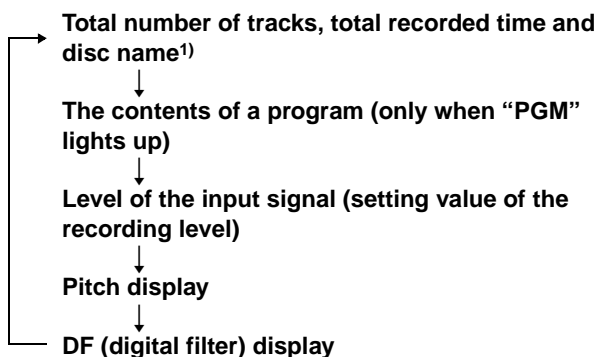 Total number of tracks, total recorded time and
disc name1)
The contents of a program (only when “PGM”
lights up)
Level of the input signal (setting value of the
recording level)
Pitch display
DF (digital filter) display